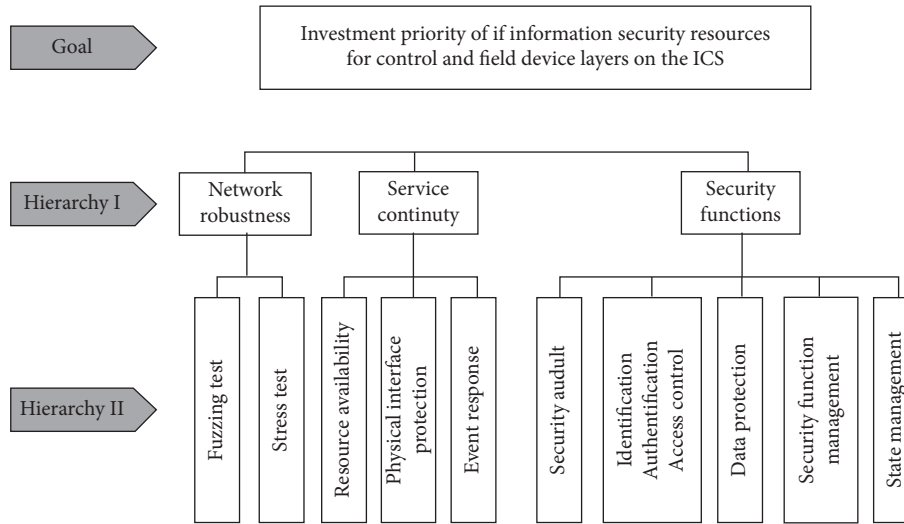 Goal
Investment priority of if information security resources
for control and field device layers on the ICS
Hierarchy I
Network
robustness
Service
continuty
Security
functions
Hierarchy II
Fuzzing test
Stress test
Resource availability
Physical interface
protection
Event response
Security audult
Identification
Authentification
Access control
Data protection
Security function
management
State management